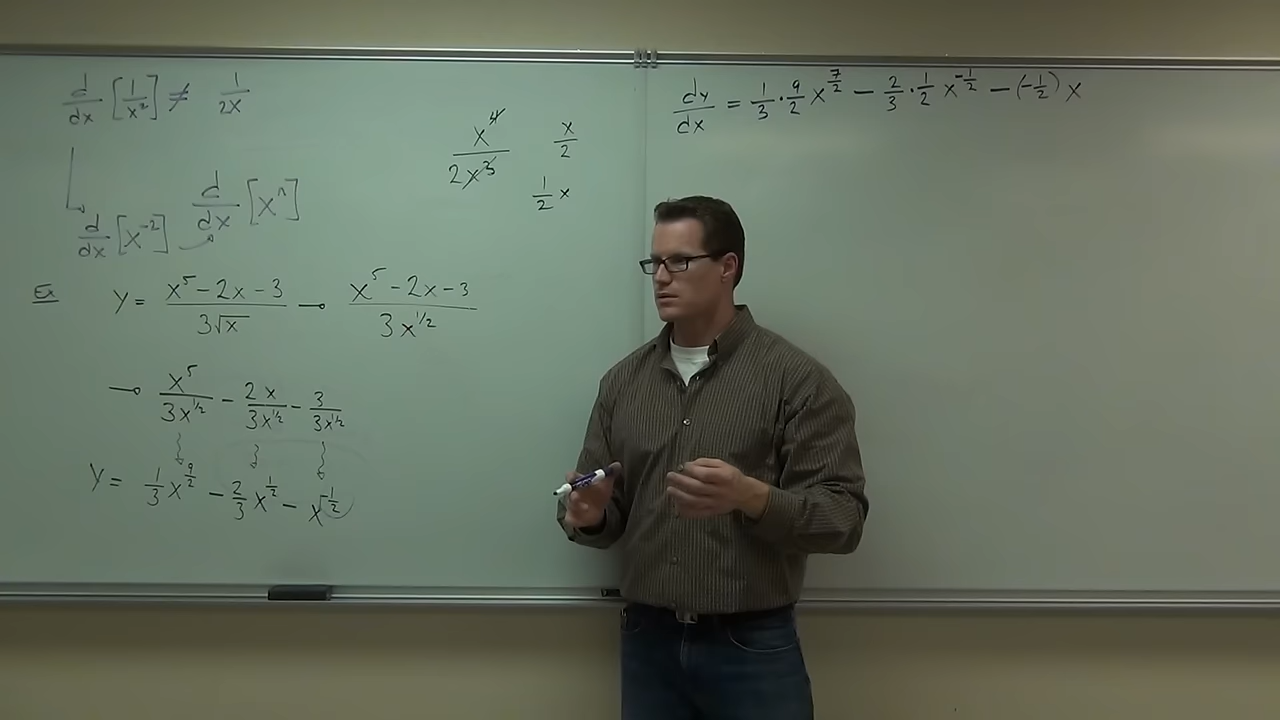 d/dx [1/x²] ≠ 1/2x
d/dx [x⁻²] d/dx [xⁿ]
x⁴/2x³ x/2
1/2 x
Ex y = (x⁵ - 2x - 3)/(3√x) → (x⁵ - 2x - 3)/(3x^(1/2))
→ x⁵/(3x^(1/2)) - 2x/(3x^(1/2)) - 3/(3x^(1/2))
y = 1/3 x^(9/2) - 2/3 x^(1/2) - x^(-1/2)
dy/dx = 1/3 · 9/2 x^(7/2) - 2/3 · 1/2 x^(-1/2) - (-1/2) x